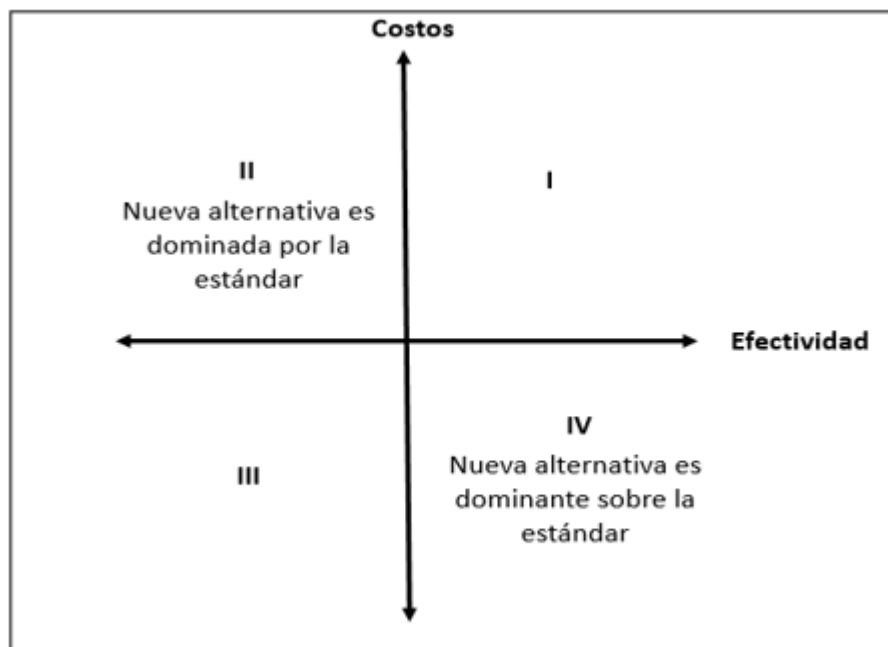 Costos
II
Nueva alternativa es
dominada por la
estándar
I
Efectividad
III
IV
Nueva alternativa es
dominante sobre la
estándar